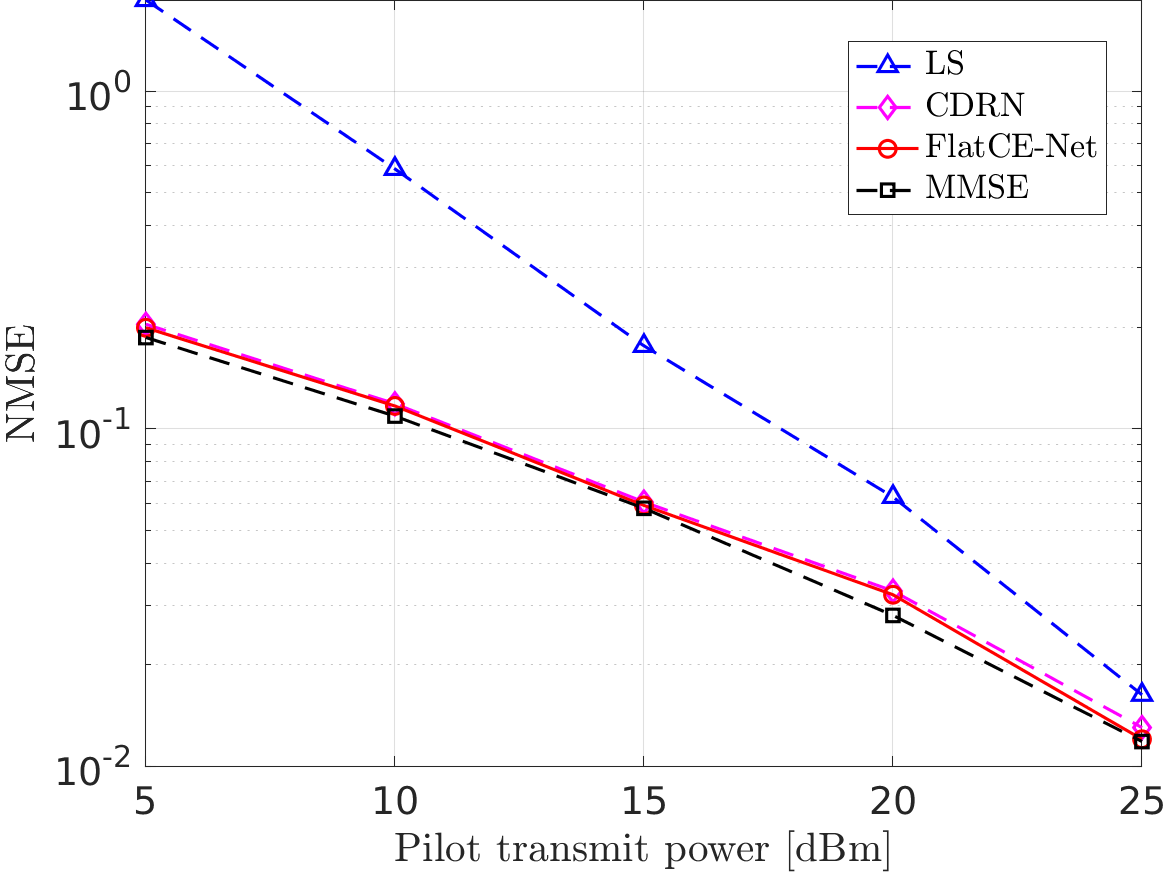 10^0
10^-1
10^-2
NMSE
LS
CDRN
FlatCE-Net
MMSE
5 10 15 20 25
Pilot transmit power [dBm]